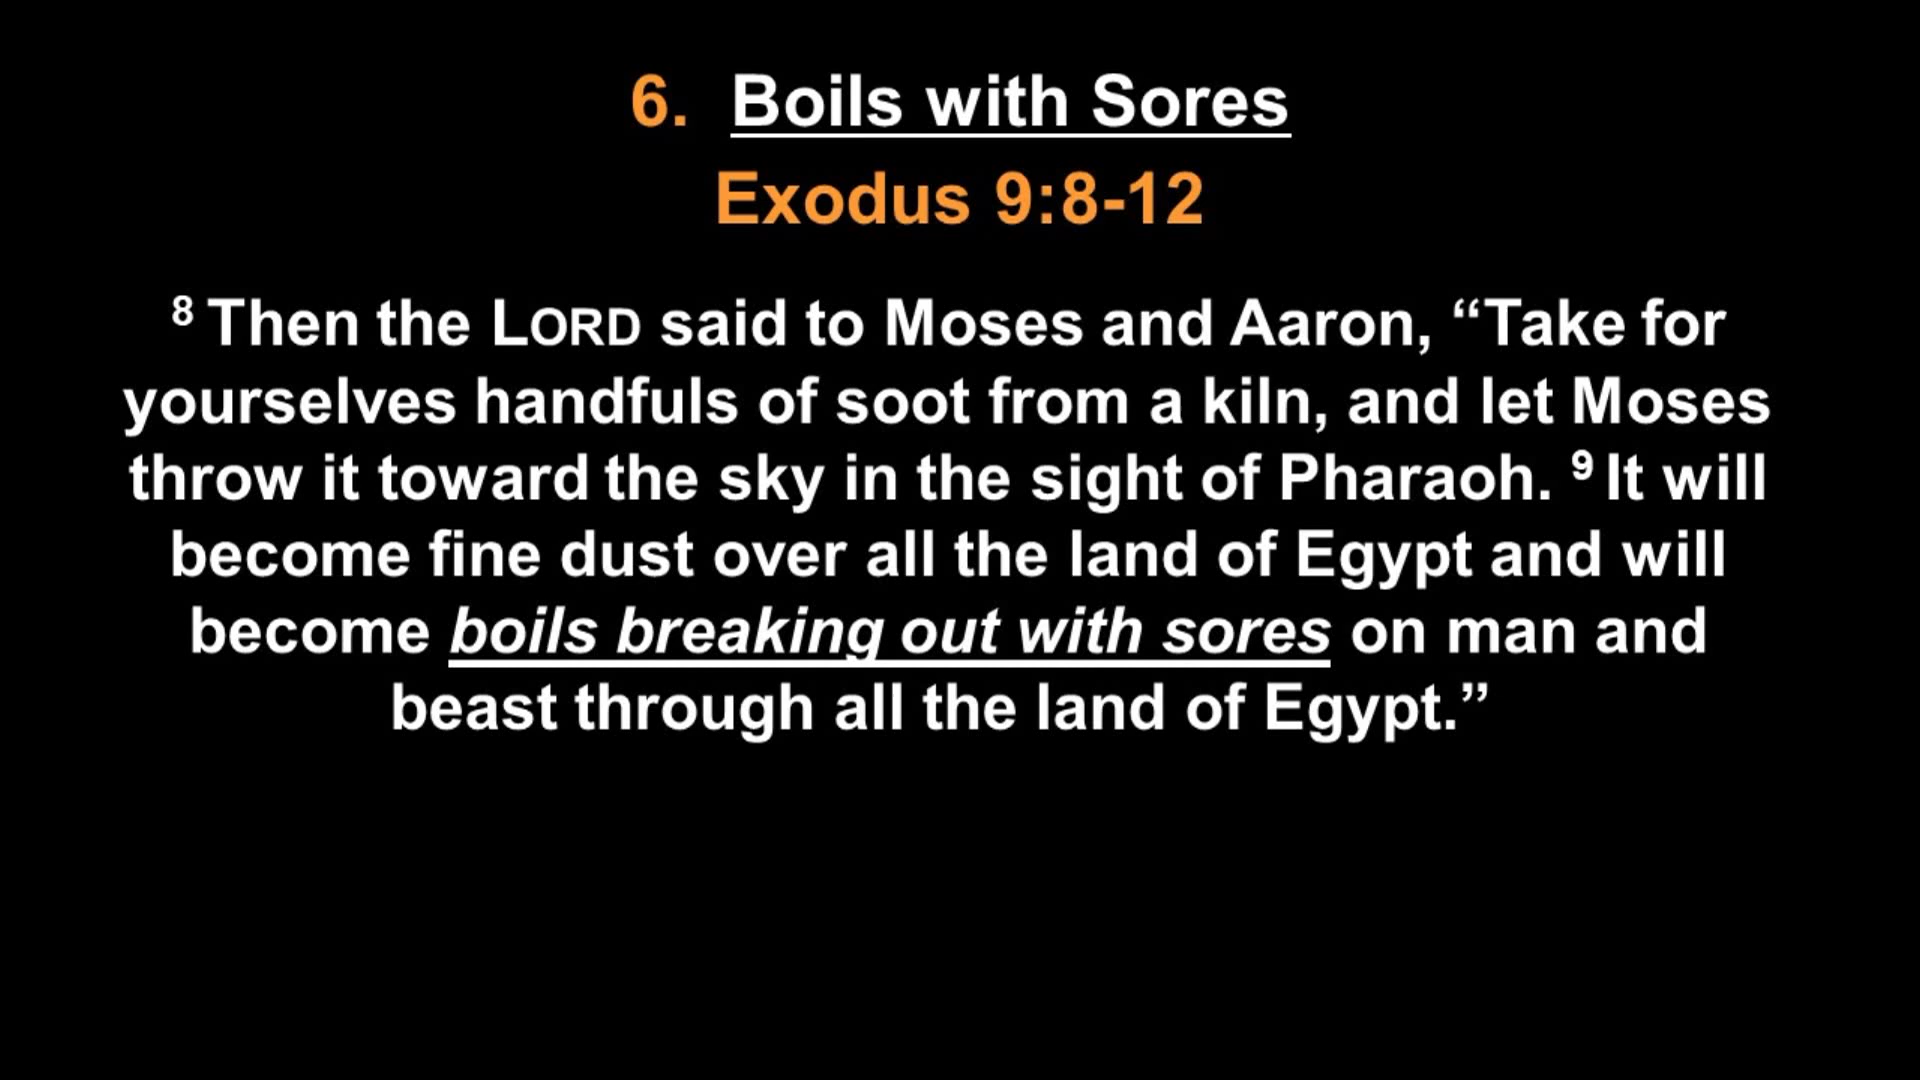 6. Boils with Sores
Exodus 9:8-12
8 Then the LORD said to Moses and Aaron, “Take for
yourselves handfuls of soot from a kiln, and let Moses
throw it toward the sky in the sight of Pharaoh. 9 It will
become fine dust over all the land of Egypt and will
become boils breaking out with sores on man and
beast through all the land of Egypt.”